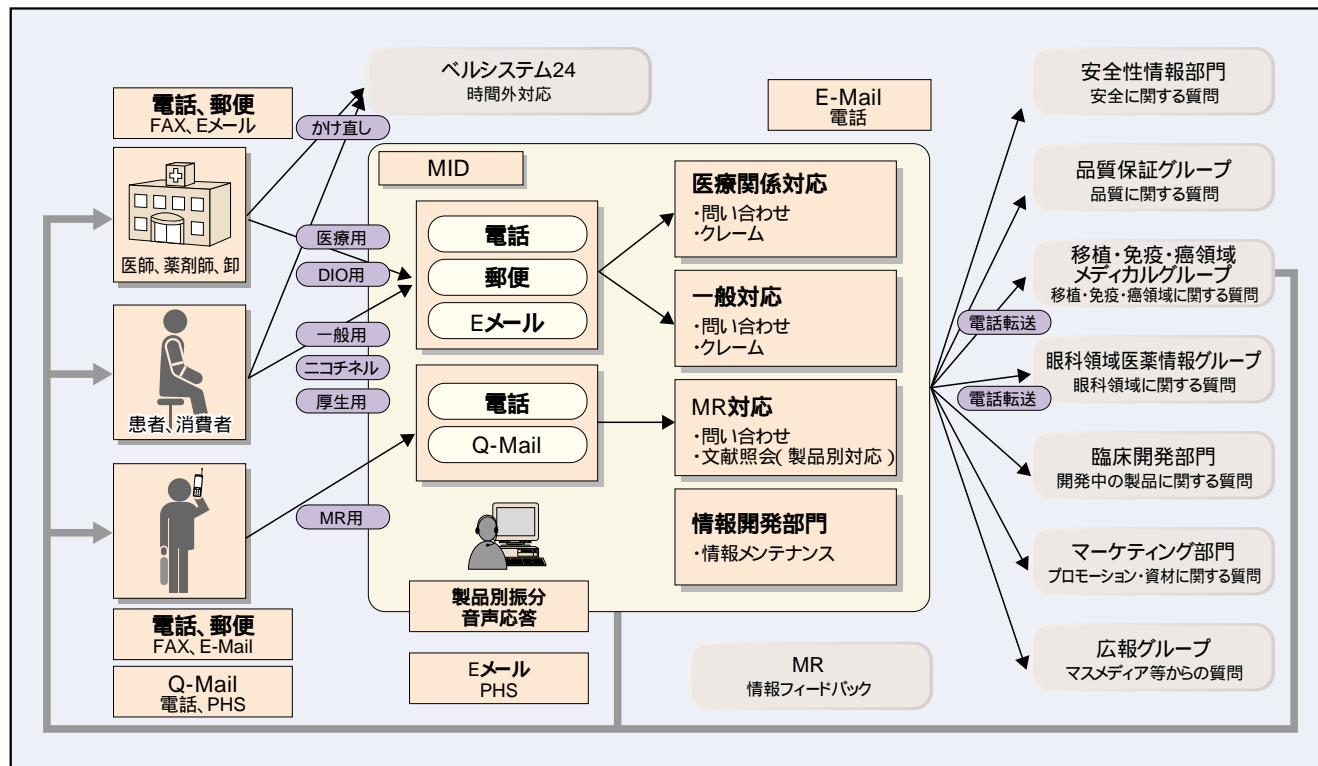 ベルシステム24
時間外対応
電話、郵便
FAX、Eメール
かけ直し
医師、薬剤師、卸
患者、消費者
電話、郵便
FAX、E-Mail
Q-Mail
電話、PHS
医療用
DIO用
一般用
ニコチネル
厚生用
MR用
MID
電話
郵便
Eメール
電話
Q-Mail
製品別振分
音声応答
Eメール
PHS
E-Mail
電話
医療関係対応
・問い合わせ
・クレーム
一般対応
・問い合わせ
・クレーム
MR対応
・問い合わせ
・文献照会(製品別対応)
情報開発部門
・情報メンテナンス
MR
情報フィードバック
電話転送
電話転送
安全性情報部門
安全に関する質問
品質保証グループ
品質に関する質問
移植・免疫・癌領域
メディカルグループ
移植・免疫・癌領域に関する質問
眼科領域医薬情報グループ
眼科領域に関する質問
臨床開発部門
開発中の製品に関する質問
マーケティング部門
プロモーション・資材に関する質問
広報グループ
マスメディア等からの質問